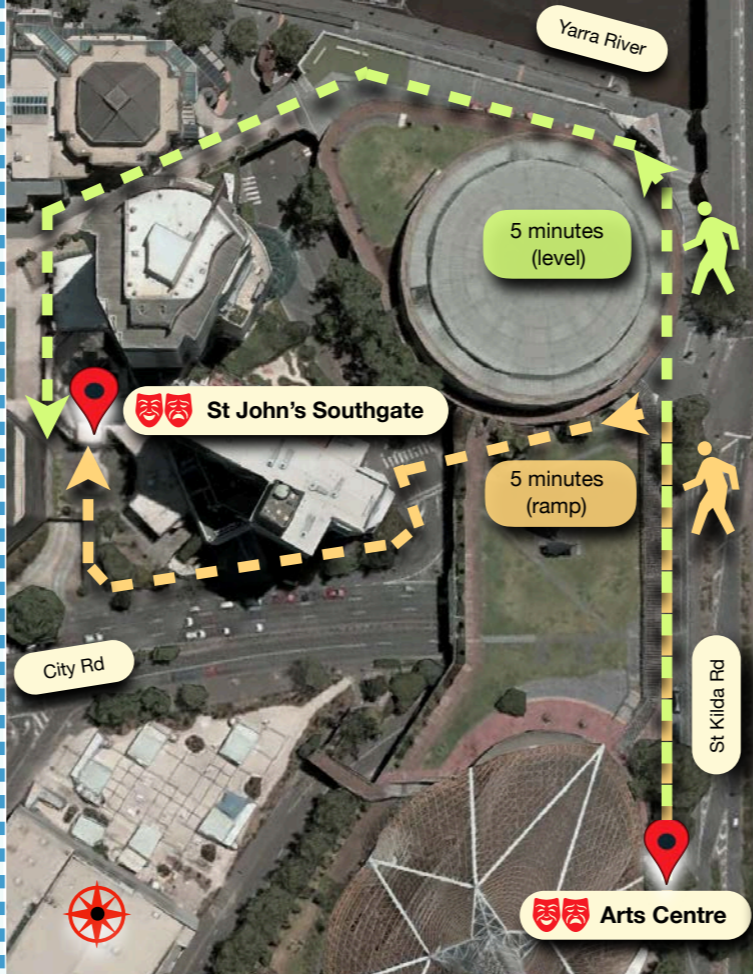 Yarra River
5 minutes
(level)
St John’s Southgate
5 minutes
(ramp)
City Rd
St Kilda Rd
Arts Centre